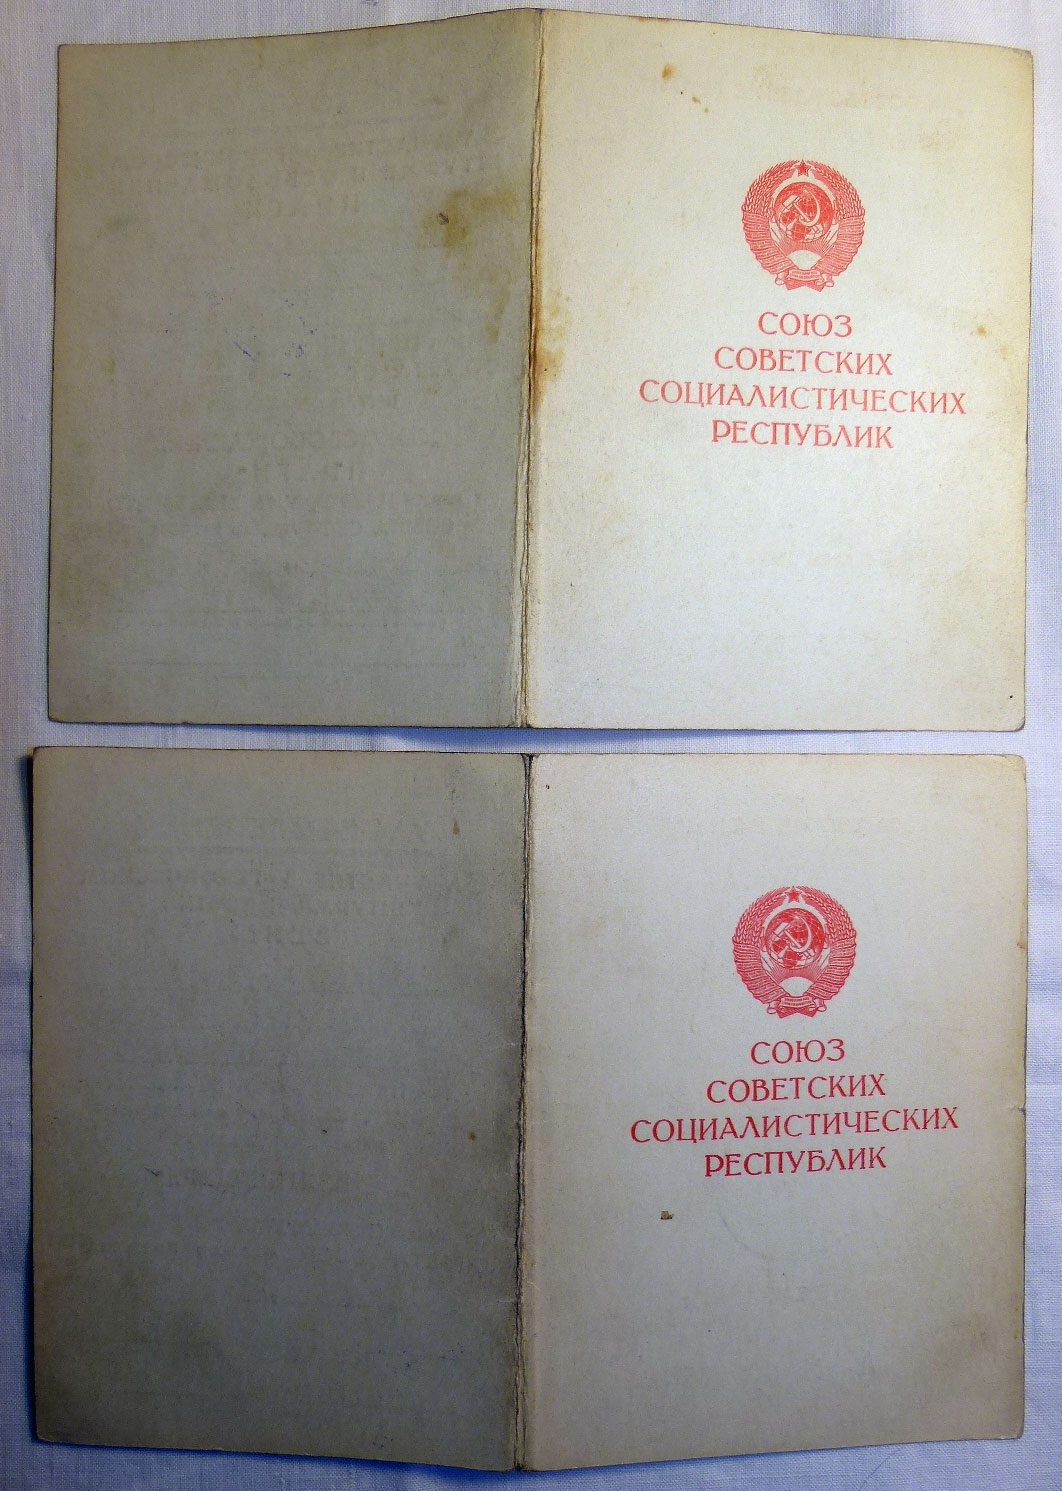 СОЮЗ
СОВЕТСКИХ
СОЦИАЛИСТИЧЕСКИХ
РЕСПУБЛИК
СОЮЗ
СОВЕТСКИХ
СОЦИАЛИСТИЧЕСКИХ
РЕСПУБЛИК